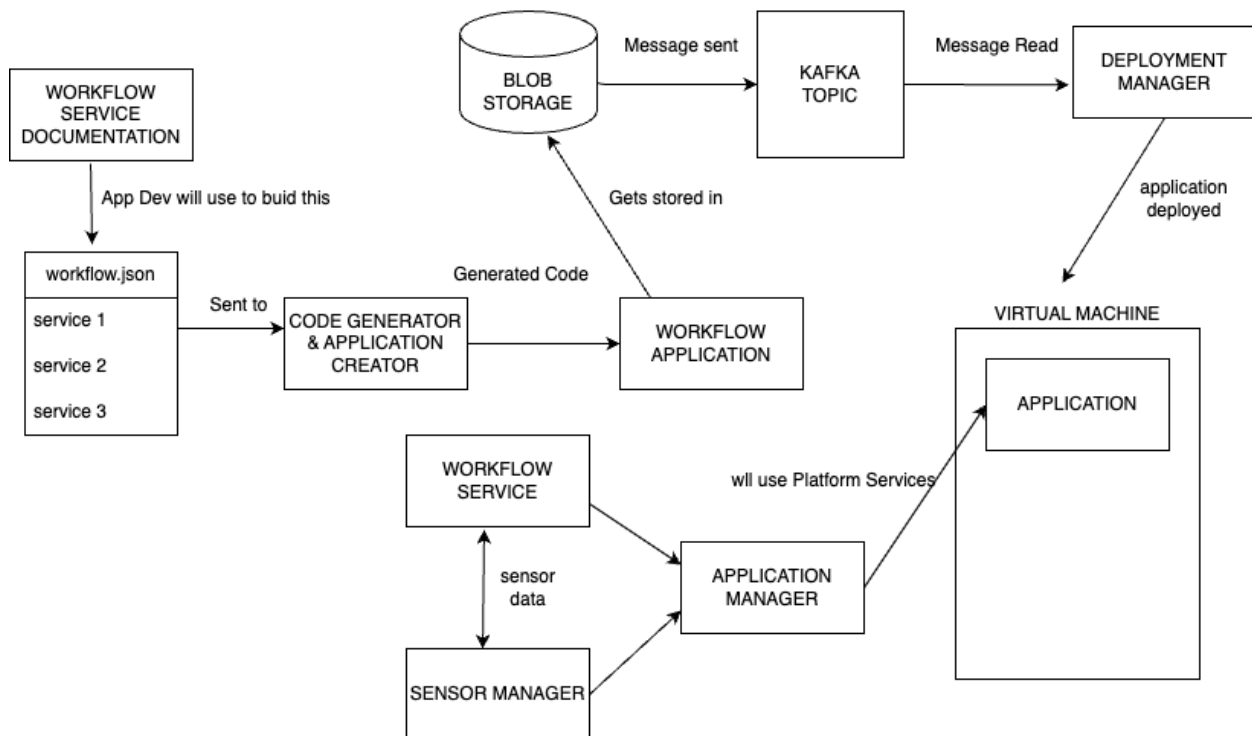 BLOB
STORAGE
Message sent
KAFKA
TOPIC
Message Read
DEPLOYMENT
MANAGER
WORKFLOW
SERVICE
DOCUMENTATION
App Dev will use to buid this
Gets stored in
application
deployed
workflow.json
service 1
service 2
service 3
Sent to
CODE GENERATOR
& APPLICATION
CREATOR
Generated Code
WORKFLOW
APPLICATION
VIRTUAL MACHINE
APPLICATION
WORKFLOW
SERVICE
sensor
data
SENSOR MANAGER
APPLICATION
MANAGER
wll use Platform Services